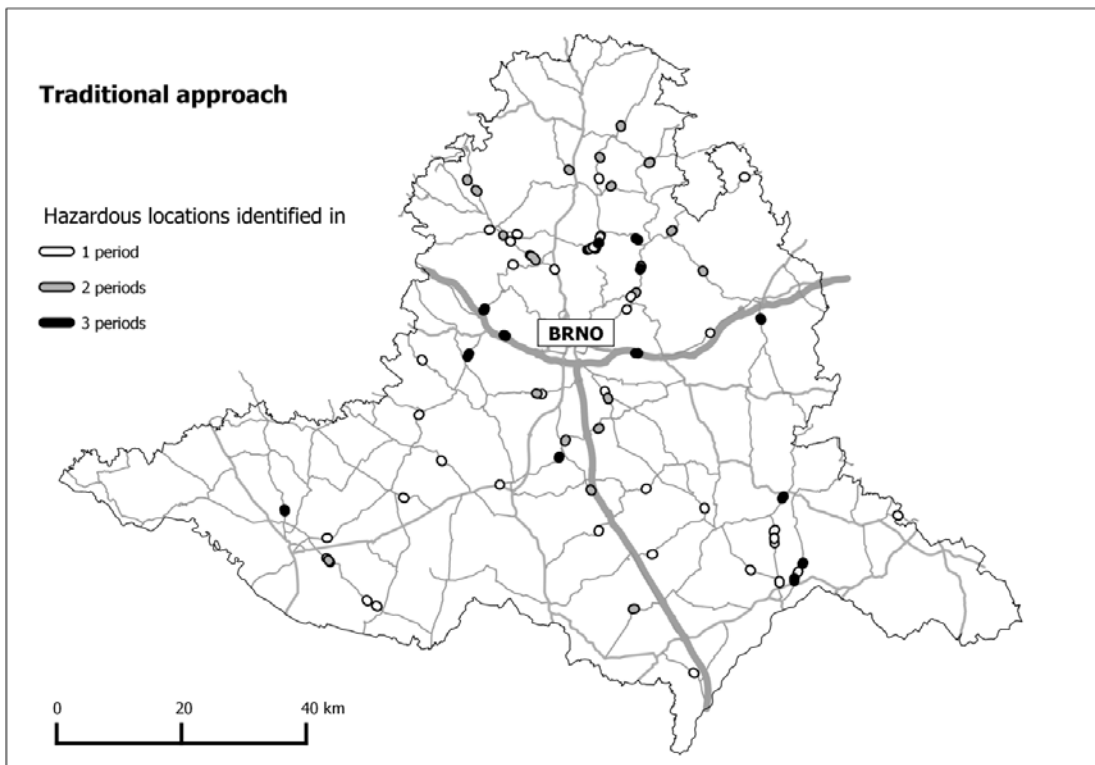 Traditional approach
Hazardous locations identified in
1 period
2 periods
3 periods
BRNO
0 20 40 km